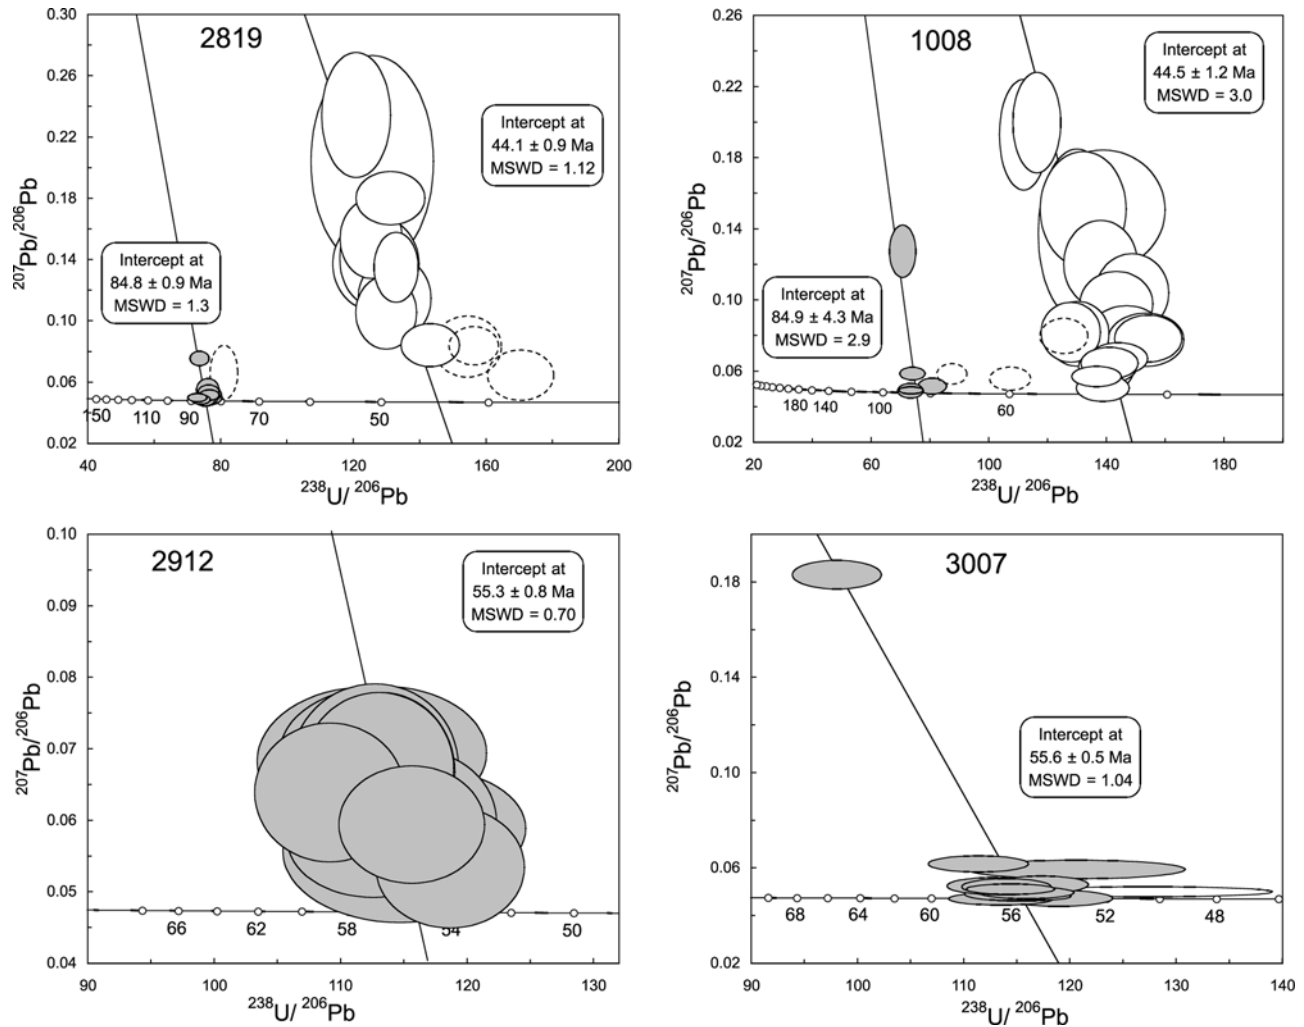 2819
0.30
0.26
0.22
0.18
0.14
0.10
0.06
0.02
207Pb/206Pb
Intercept at
44.1 ± 0.9 Ma
MSWD = 1.12
Intercept at
84.8 ± 0.9 Ma
MSWD = 1.3
150 110 90 70 50
40 80 120 160 200
238U/ 206Pb
1008
0.26
0.22
0.18
0.14
0.10
0.06
0.02
207Pb/206Pb
Intercept at
44.5 ± 1.2 Ma
MSWD = 3.0
Intercept at
84.9 ± 4.3 Ma
MSWD = 2.9
180 140 100 60
20 60 100 140 180
238U/ 206Pb
2912
0.10
0.09
0.08
0.07
0.06
0.05
0.04
207Pb/206Pb
Intercept at
55.3 ± 0.8 Ma
MSWD = 0.70
66 62 58 54 50
90 100 110 120 130
238U/ 206Pb
3007
0.18
0.14
0.10
0.06
0.02
207Pb/206Pb
Intercept at
55.6 ± 0.5 Ma
MSWD = 1.04
68 64 60 56 52 48
90 100 110 120 130 140
238U/ 206Pb